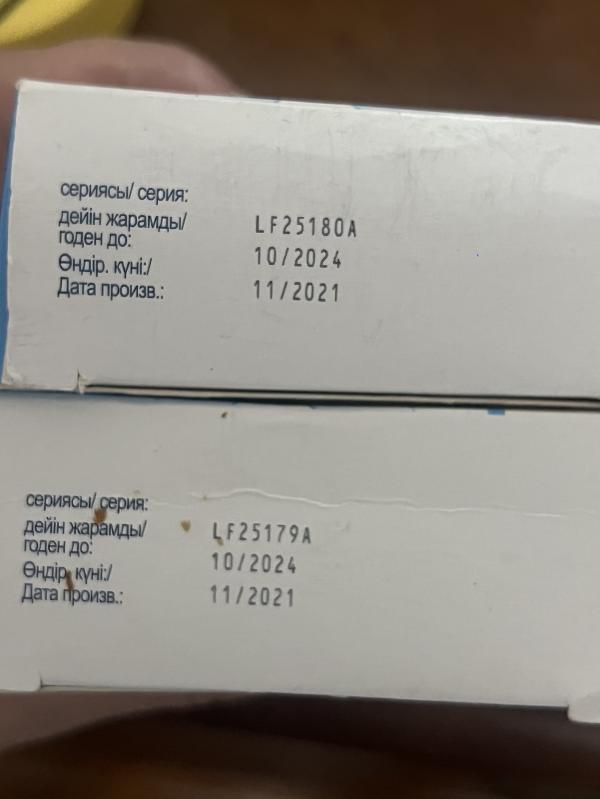 сериясы/ серия:
дейін жарамды/ LF25180A
годен до:
Өндір. күні:/ 10/2024
Дата произв.: 11/2021
сериясы/ серия:
дейін жарамды/ LF25179A
годен до:
Өндір. күні:/ 10/2024
Дата произв.: 11/2021